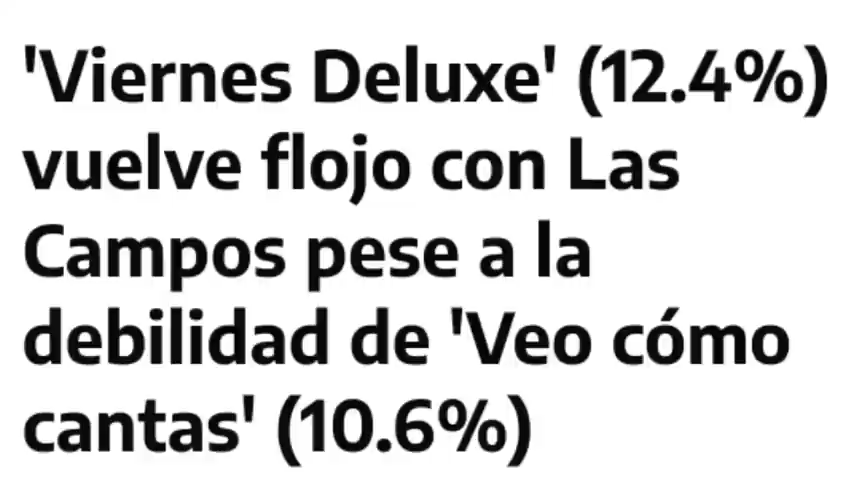 'Viernes Deluxe' (12.4%)
vuelve flojo con Las
Campos pese a la
debilidad de 'Veo cómo
cantas' (10.6%)